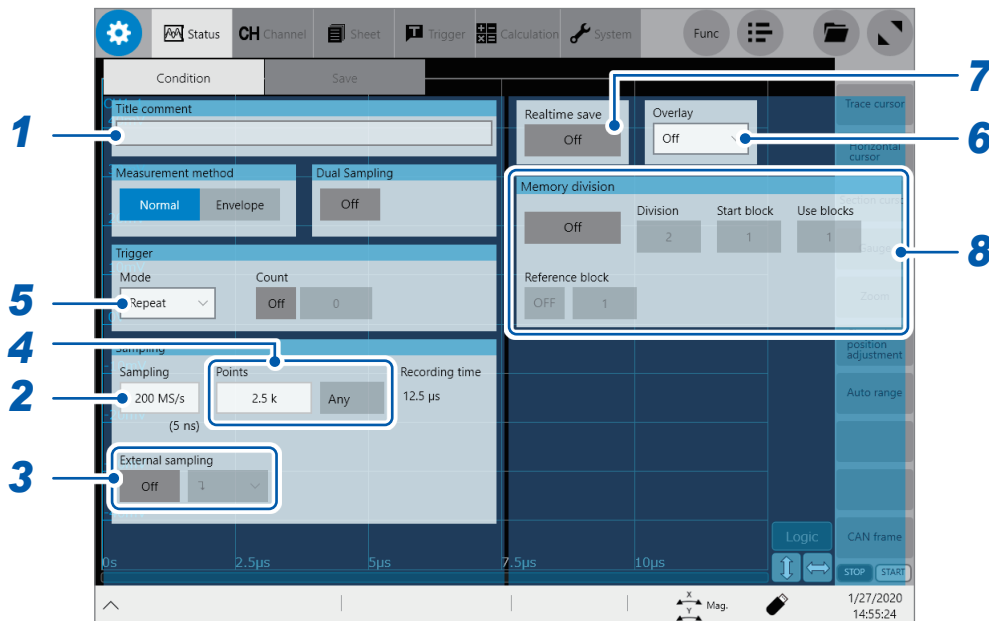 Status CH Channel Sheet Trigger Calculation System Func
Condition Save
7
1
Title comment
Realtime save Overlay
Off Off
6
Trace cursor
Horizontal
cursor
Measurement method Dual Sampling
Normal Envelope Off
Memory division
Off
Division Start block Use blocks
2 1 1
8
Trigger
Mode Count
5
Repeat Off 0
Reference block
OFF 1
Zoom
4
Sampling
Sampling Points Recording time
2
200 MS/s 2.5 k Any 12.5 µs
(5 ns)
position
adjustment
Auto range
3
External sampling
Off
Logic CAN frame
0s 2.5µs 5µs 7.5µs 10µs
STOP START
X
Y
Mag.
1/27/2020
14:55:24